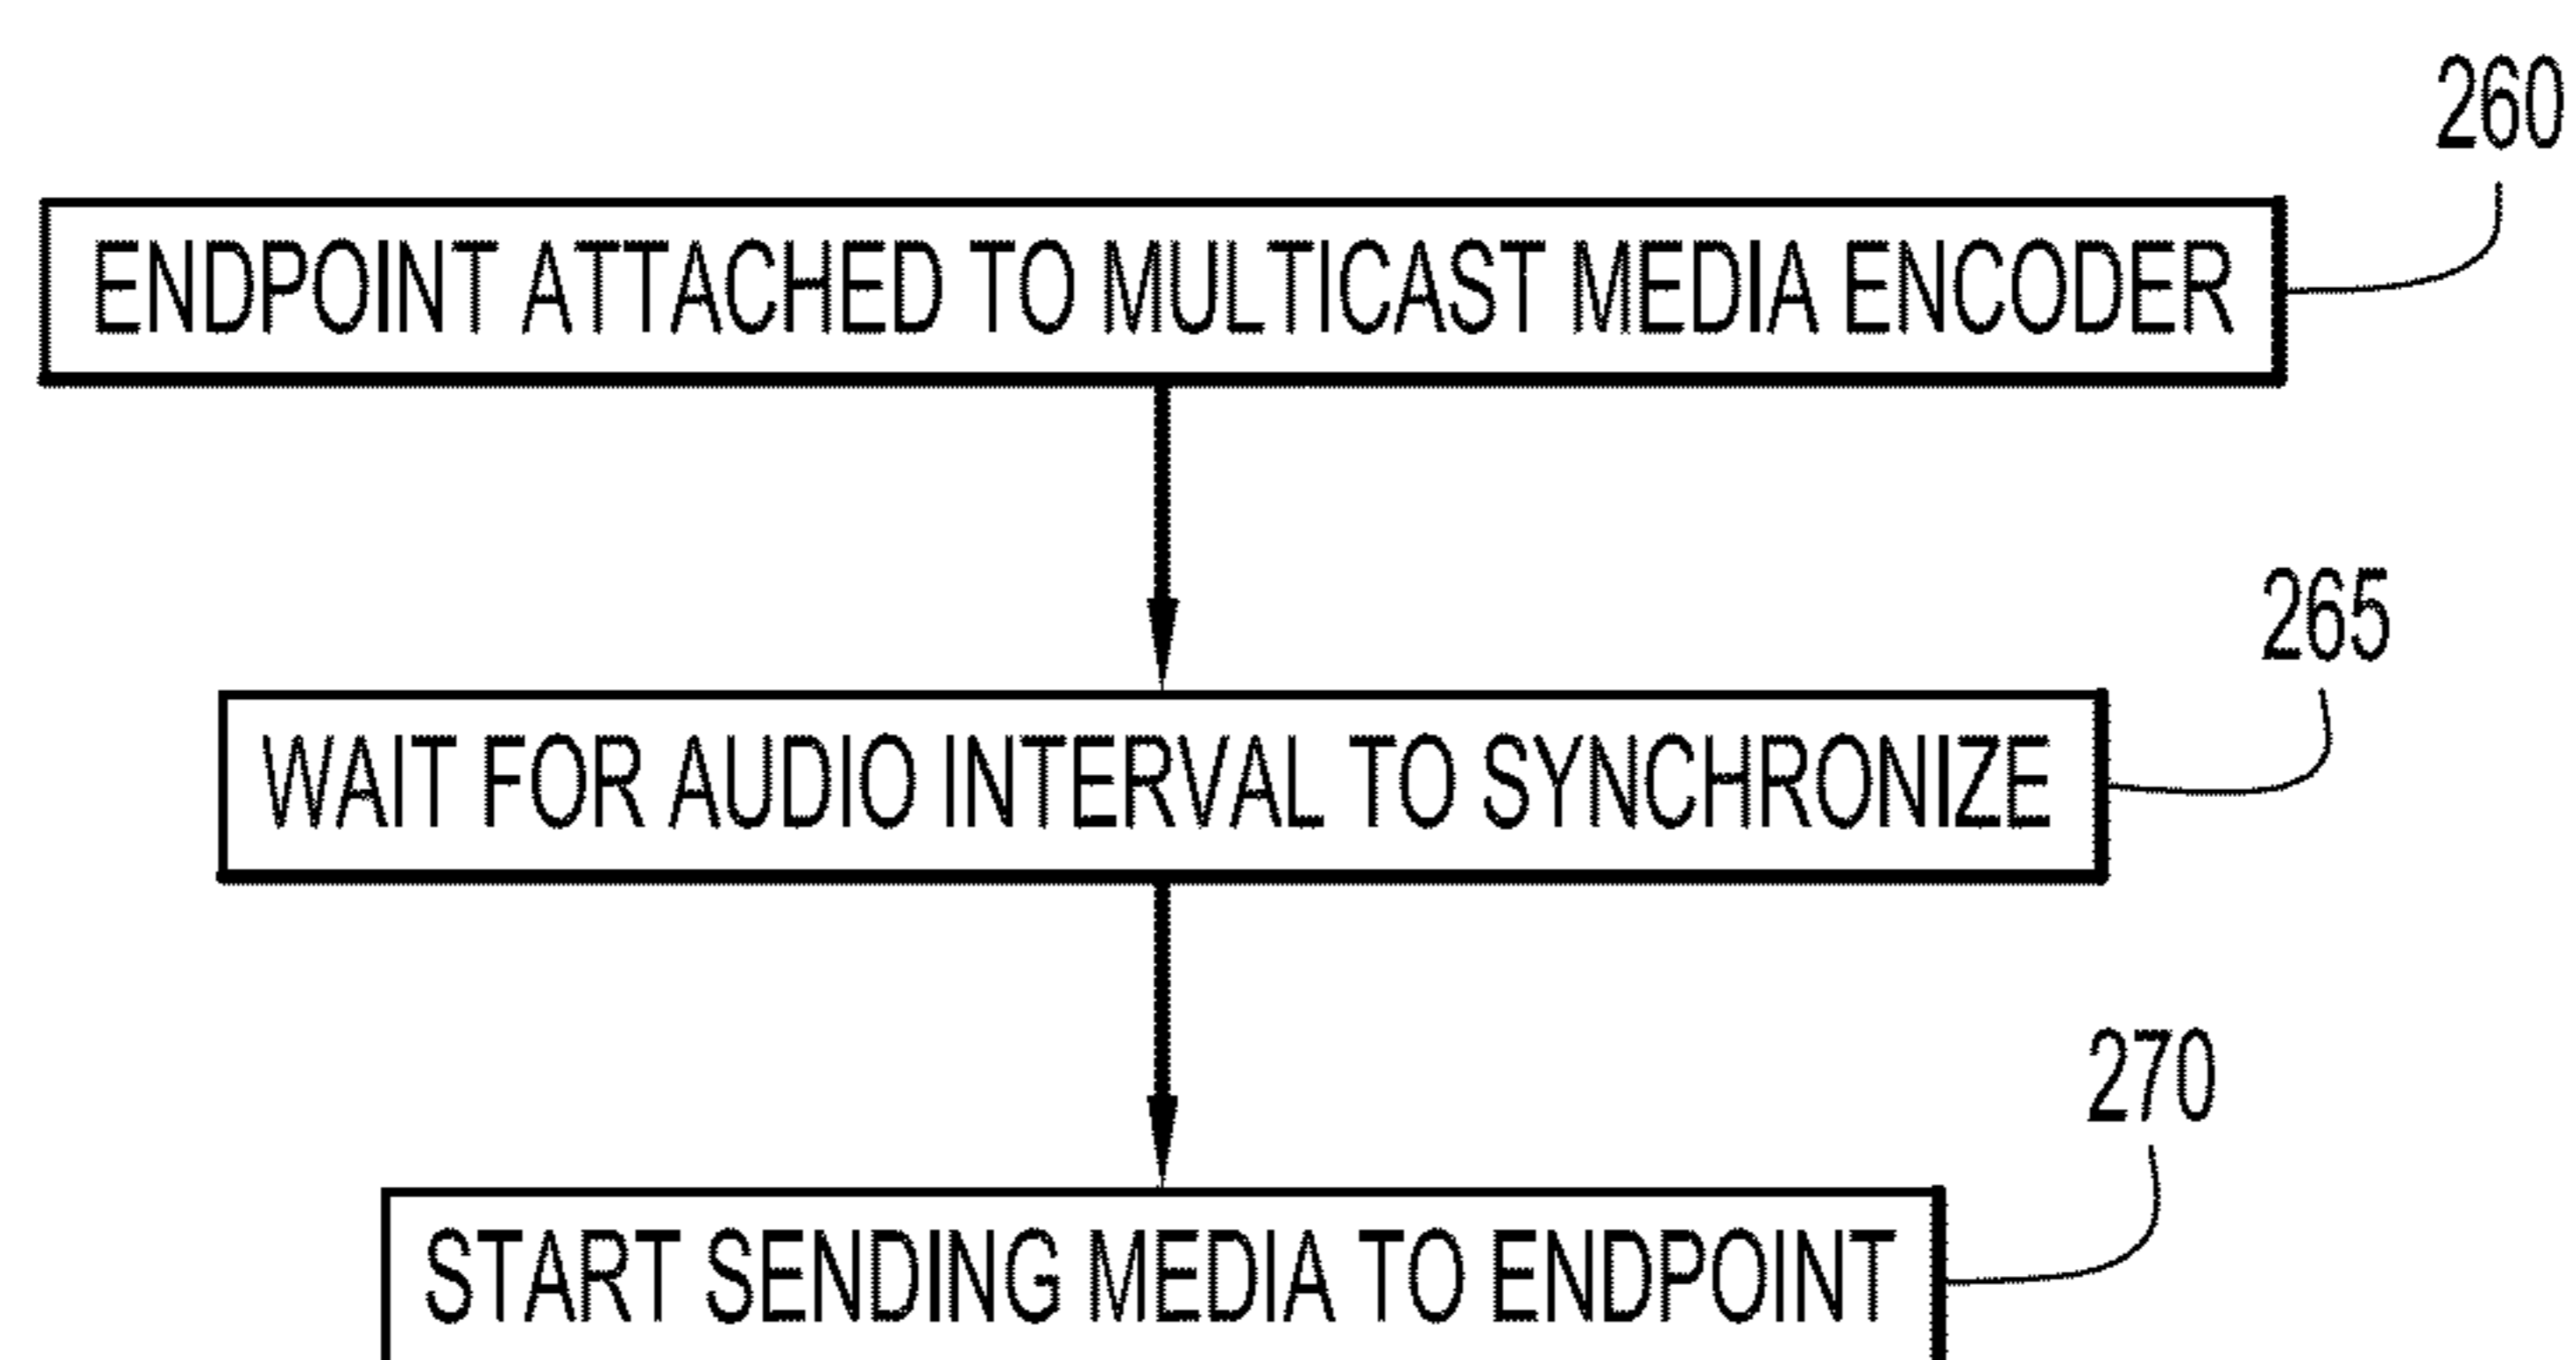 260
ENDPOINT ATTACHED TO MULTICAST MEDIA ENCODER
265
WAIT FOR AUDIO INTERVAL TO SYNCHRONIZE
270
START SENDING MEDIA TO ENDPOINT